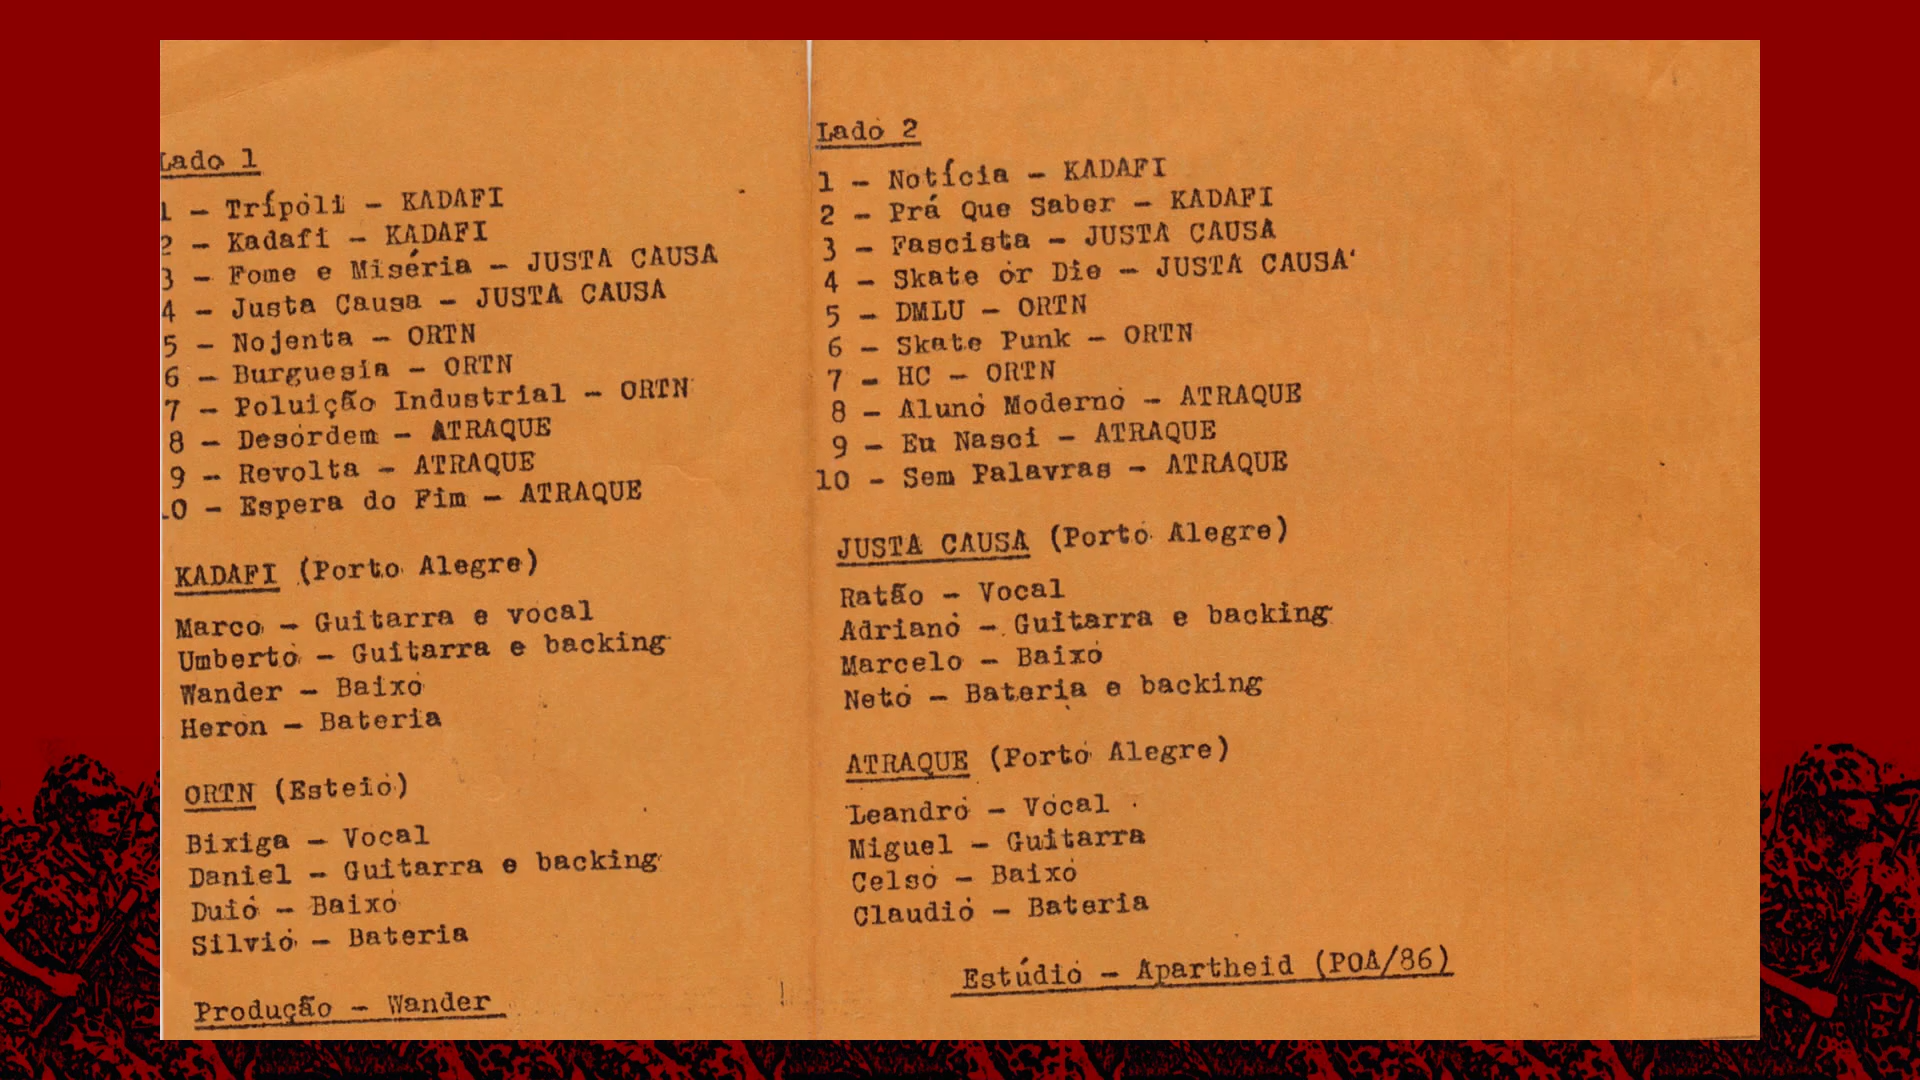 Lado 1
1 - Trípoli - KADAFI
2 - Kadafi - KADAFI
3 - Fome e Miséria - JUSTA CAUSA
4 - Justa Causa - JUSTA CAUSA
5 - Nojenta - ORTN
6 - Burguesia - ORTN
7 - Poluição Industrial - ORTN
8 - Desordem - ATRAQUE
9 - Revolta - ATRAQUE
10 - Espera do Fim - ATRAQUE
KADAFI (Porto Alegre)
Marco - Guitarra e vocal
Umberto - Guitarra e backing
Wander - Baixo
Heron - Bateria
ORTN (Esteio)
Bixiga - Vocal
Daniel - Guitarra e backing
Duio - Baixo
Silvio - Bateria
Produção - Wander
Lado 2
1 - Notícia - KADAFI
2 - Prá Que Saber - KADAFI
3 - Fascista - JUSTA CAUSA
4 - Skate or Die - JUSTA CAUSA
5 - DMLU - ORTN
6 - Skate Punk - ORTN
7 - HC - ORTN
8 - Aluno Moderno - ATRAQUE
9 - Eu Nasci - ATRAQUE
10 - Sem Palavras - ATRAQUE
JUSTA CAUSA (Porto Alegre)
Ratão - Vocal
Adriano - Guitarra e backing
Marcelo - Baixo
Neto - Bateria e backing
ATRAQUE (Porto Alegre)
Leandro - Vocal
Miguel - Guitarra
Celso - Baixo
Claudio - Bateria
Estúdio - Apartheid (POA/86)